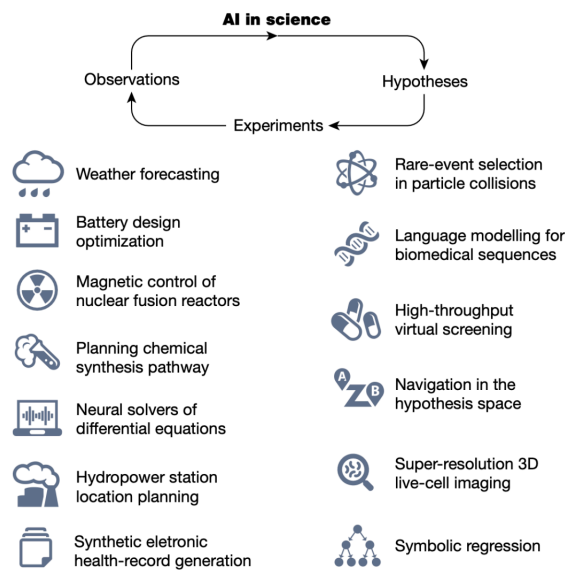 AI in science
Observations
Hypotheses
Experiments
Weather forecasting
Battery design
optimization
Magnetic control of
nuclear fusion reactors
Planning chemical
synthesis pathway
Neural solvers of
differential equations
Hydropower station
location planning
Synthetic eletronic
health-record generation
Rare-event selection
in particle collisions
Language modelling for
biomedical sequences
High-throughput
virtual screening
A
Z
B
Navigation in the
hypothesis space
Super-resolution 3D
live-cell imaging
Symbolic regression